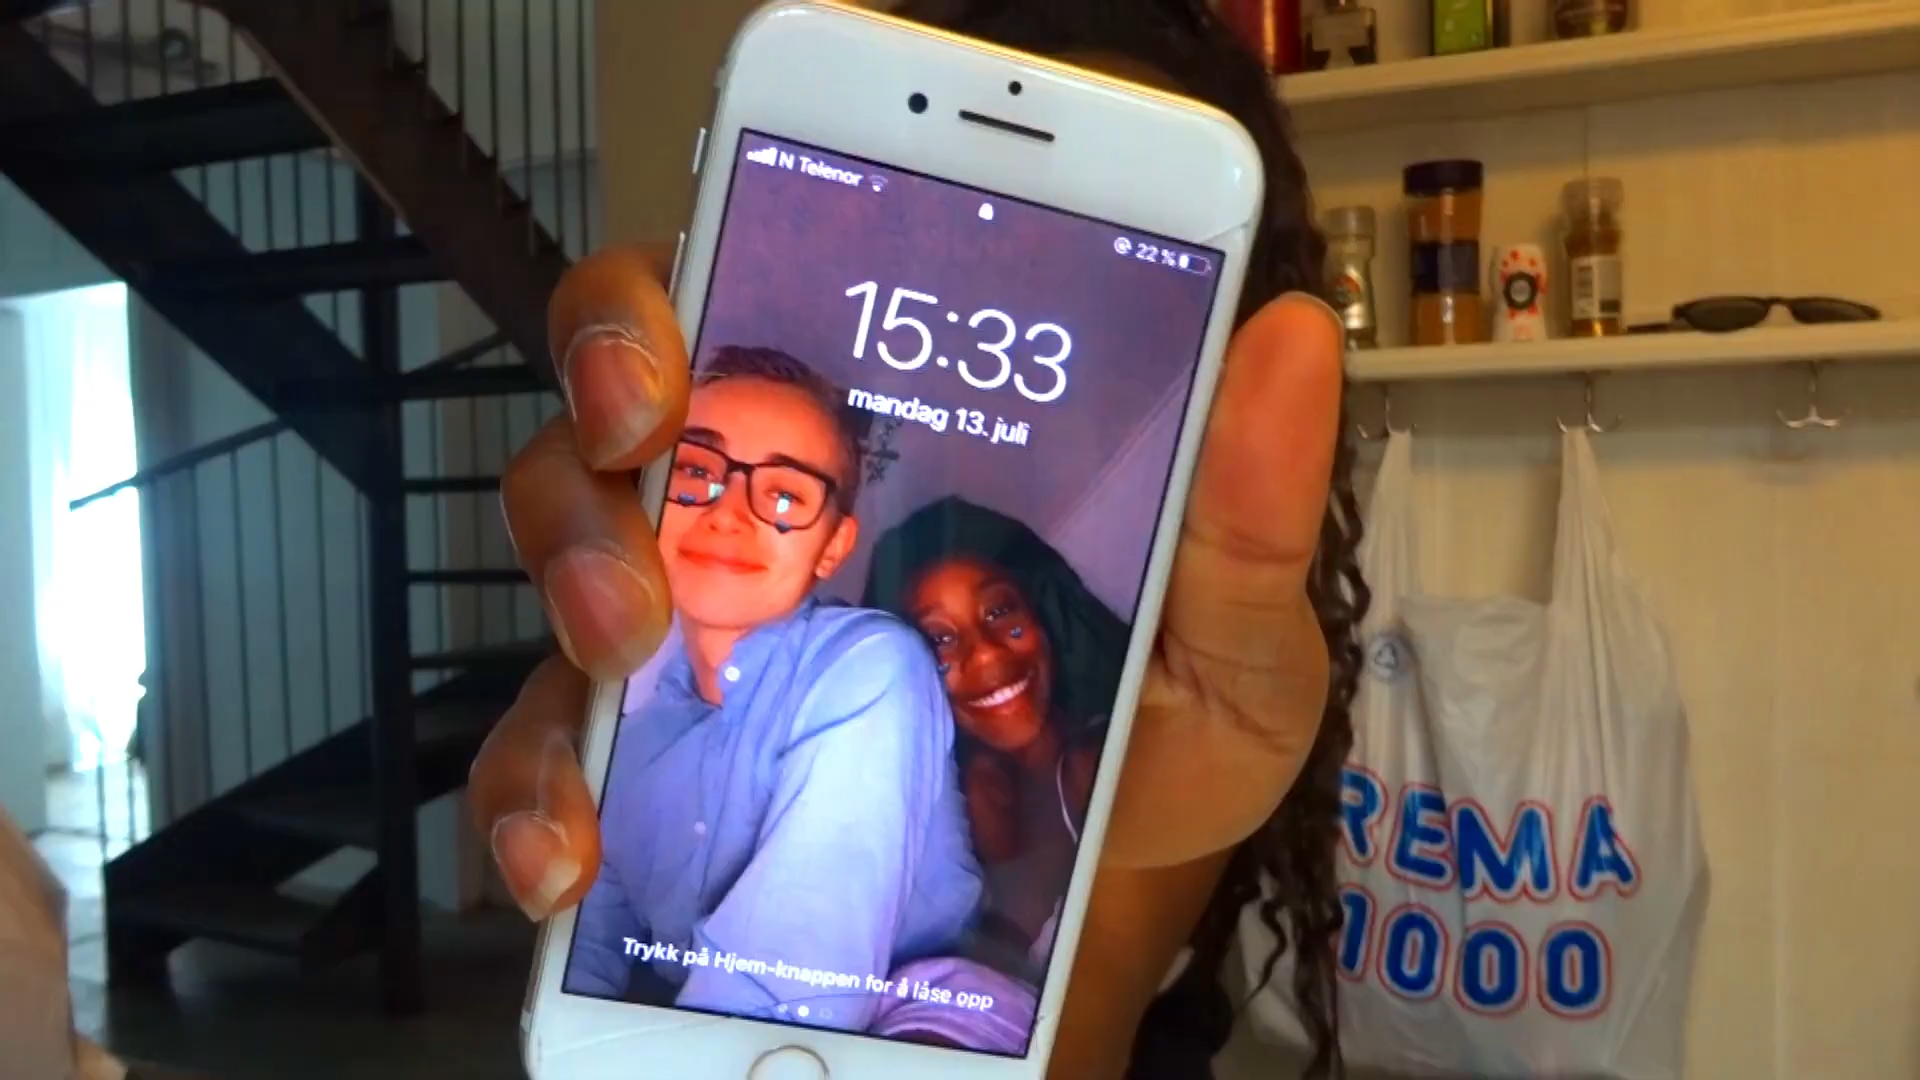 N Telenor
22 %
15:33
mandag 13. juli
Trykk på Hjem-knappen for å låse opp
REMA
1000